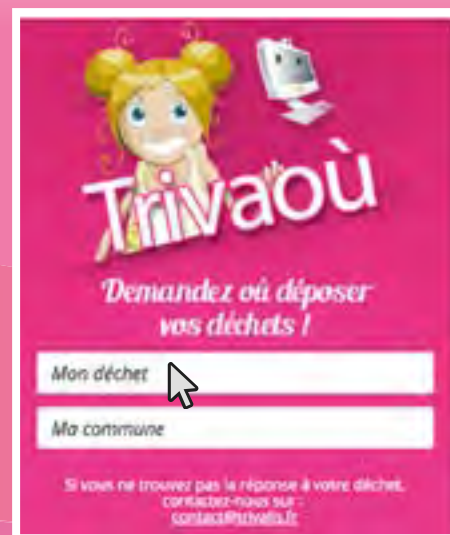 Trivaoù
Demandez où déposer
vos déchets !
Mon déchet
Ma commune
Si vous ne trouvez pas la réponse à votre déchet,
contactez-nous sur :
contact@trivalis.fr